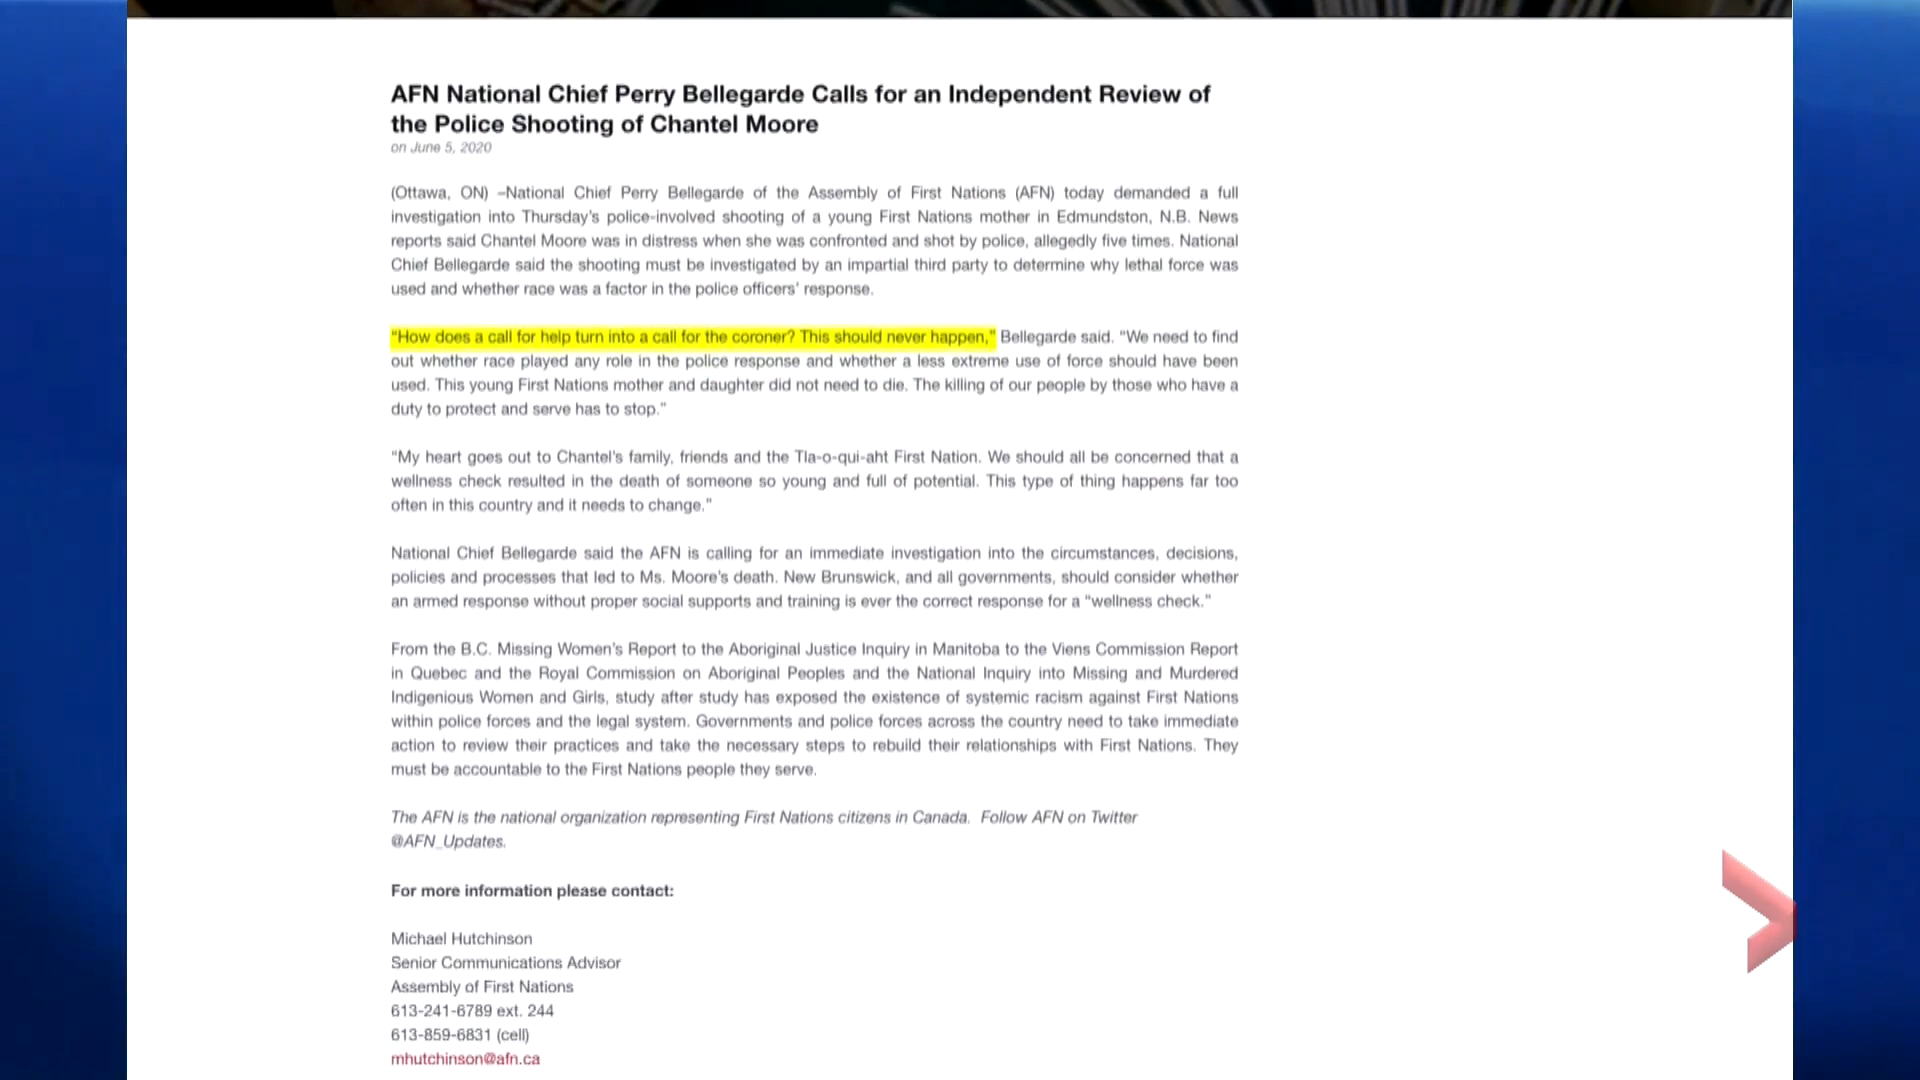 AFN National Chief Perry Bellegarde Calls for an Independent Review of
the Police Shooting of Chantel Moore
on June 5, 2020
(Ottawa, ON) –National Chief Perry Bellegarde of the Assembly of First Nations (AFN) today demanded a full
investigation into Thursday's police-involved shooting of a young First Nations mother in Edmundston, N.B. News
reports said Chantel Moore was in distress when she was confronted and shot by police, allegedly five times. National
Chief Bellegarde said the shooting must be investigated by an impartial third party to determine why lethal force was
used and whether race was a factor in the police officers' response.
"How does a call for help turn into a call for the coroner? This should never happen," Bellegarde said. "We need to find
out whether race played any role in the police response and whether a less extreme use of force should have been
used. This young First Nations mother and daughter did not need to die. The killing of our people by those who have a
duty to protect and serve has to stop."
"My heart goes out to Chantel's family, friends and the Tla-o-qui-aht First Nation. We should all be concerned that a
wellness check resulted in the death of someone so young and full of potential. This type of thing happens far too
often in this country and it needs to change."
National Chief Bellegarde said the AFN is calling for an immediate investigation into the circumstances, decisions,
policies and processes that led to Ms. Moore's death. New Brunswick, and all governments, should consider whether
an armed response without proper social supports and training is ever the correct response for a "wellness check."
From the B.C. Missing Women's Report to the Aboriginal Justice Inquiry in Manitoba to the Viens Commission Report
in Quebec and the Royal Commission on Aboriginal Peoples and the National Inquiry into Missing and Murdered
Indigenious Women and Girls, study after study has exposed the existence of systemic racism against First Nations
within police forces and the legal system. Governments and police forces across the country need to take immediate
action to review their practices and take the necessary steps to rebuild their relationships with First Nations. They
must be accountable to the First Nations people they serve.
The AFN is the national organization representing First Nations citizens in Canada. Follow AFN on Twitter
@AFN_Updates.
For more information please contact:
Michael Hutchinson
Senior Communications Advisor
Assembly of First Nations
613-241-6789 ext. 244
613-859-6831 (cell)
mhutchinson@afn.ca